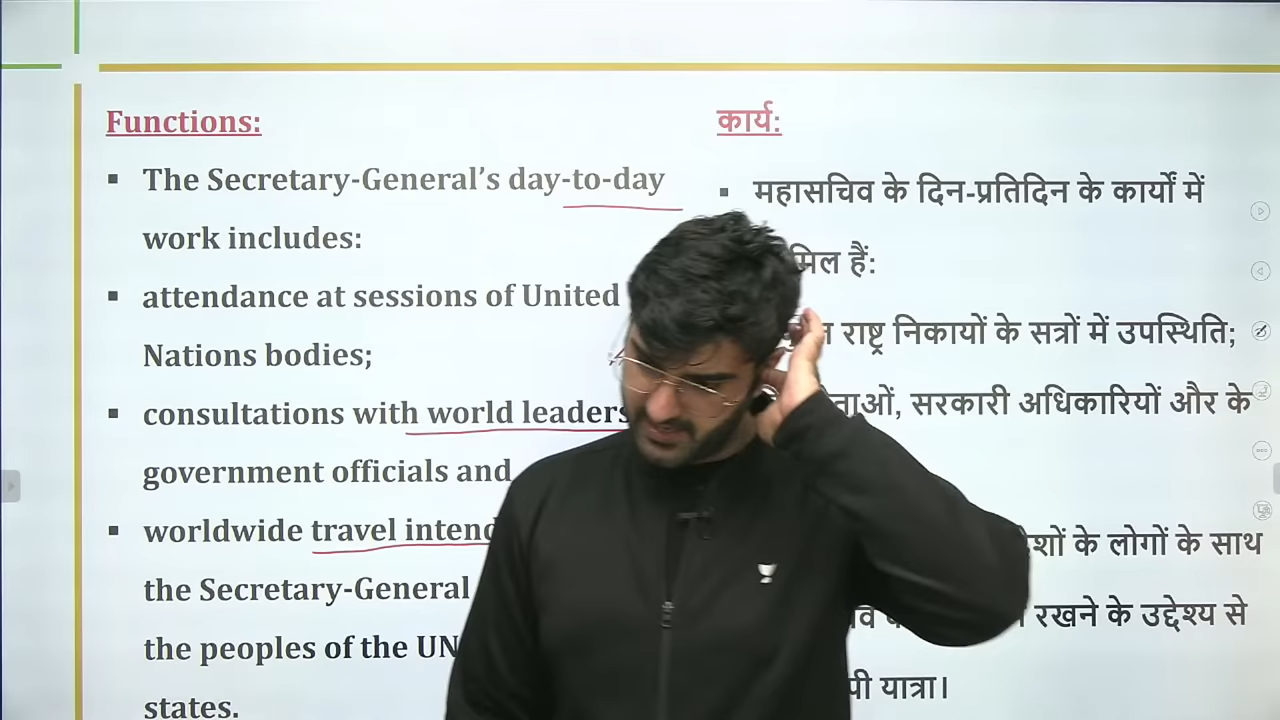 Functions:
▪ The Secretary-General’s day-to-day
work includes:
▪ attendance at sessions of United
Nations bodies;
▪ consultations with world leaders
government officials and
▪ worldwide travel
the Secretary-General
the peoples of the UN
states.
कार्य:
▪ महासचिव के दिन-प्रतिदिन के कार्यों में
हैं:
राष्ट्र निकायों के सत्रों में उपस्थिति;
सरकारी अधिकारियों और के
के लोगों के साथ
रखने के उद्देश्य से
यात्रा।